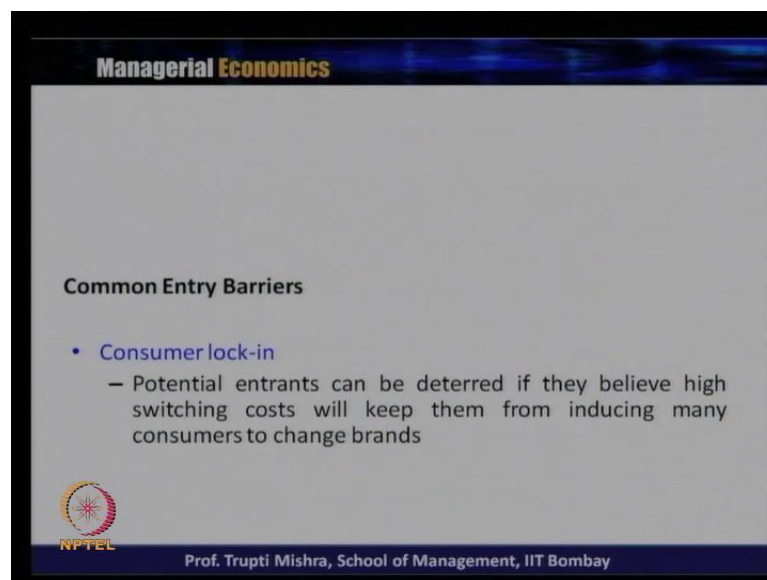 Managerial Economics
Common Entry Barriers
• Consumer lock-in
– Potential entrants can be deterred if they believe high
switching costs will keep them from inducing many
consumers to change brands
NPTEL
Prof. Trupti Mishra, School of Management, IIT Bombay